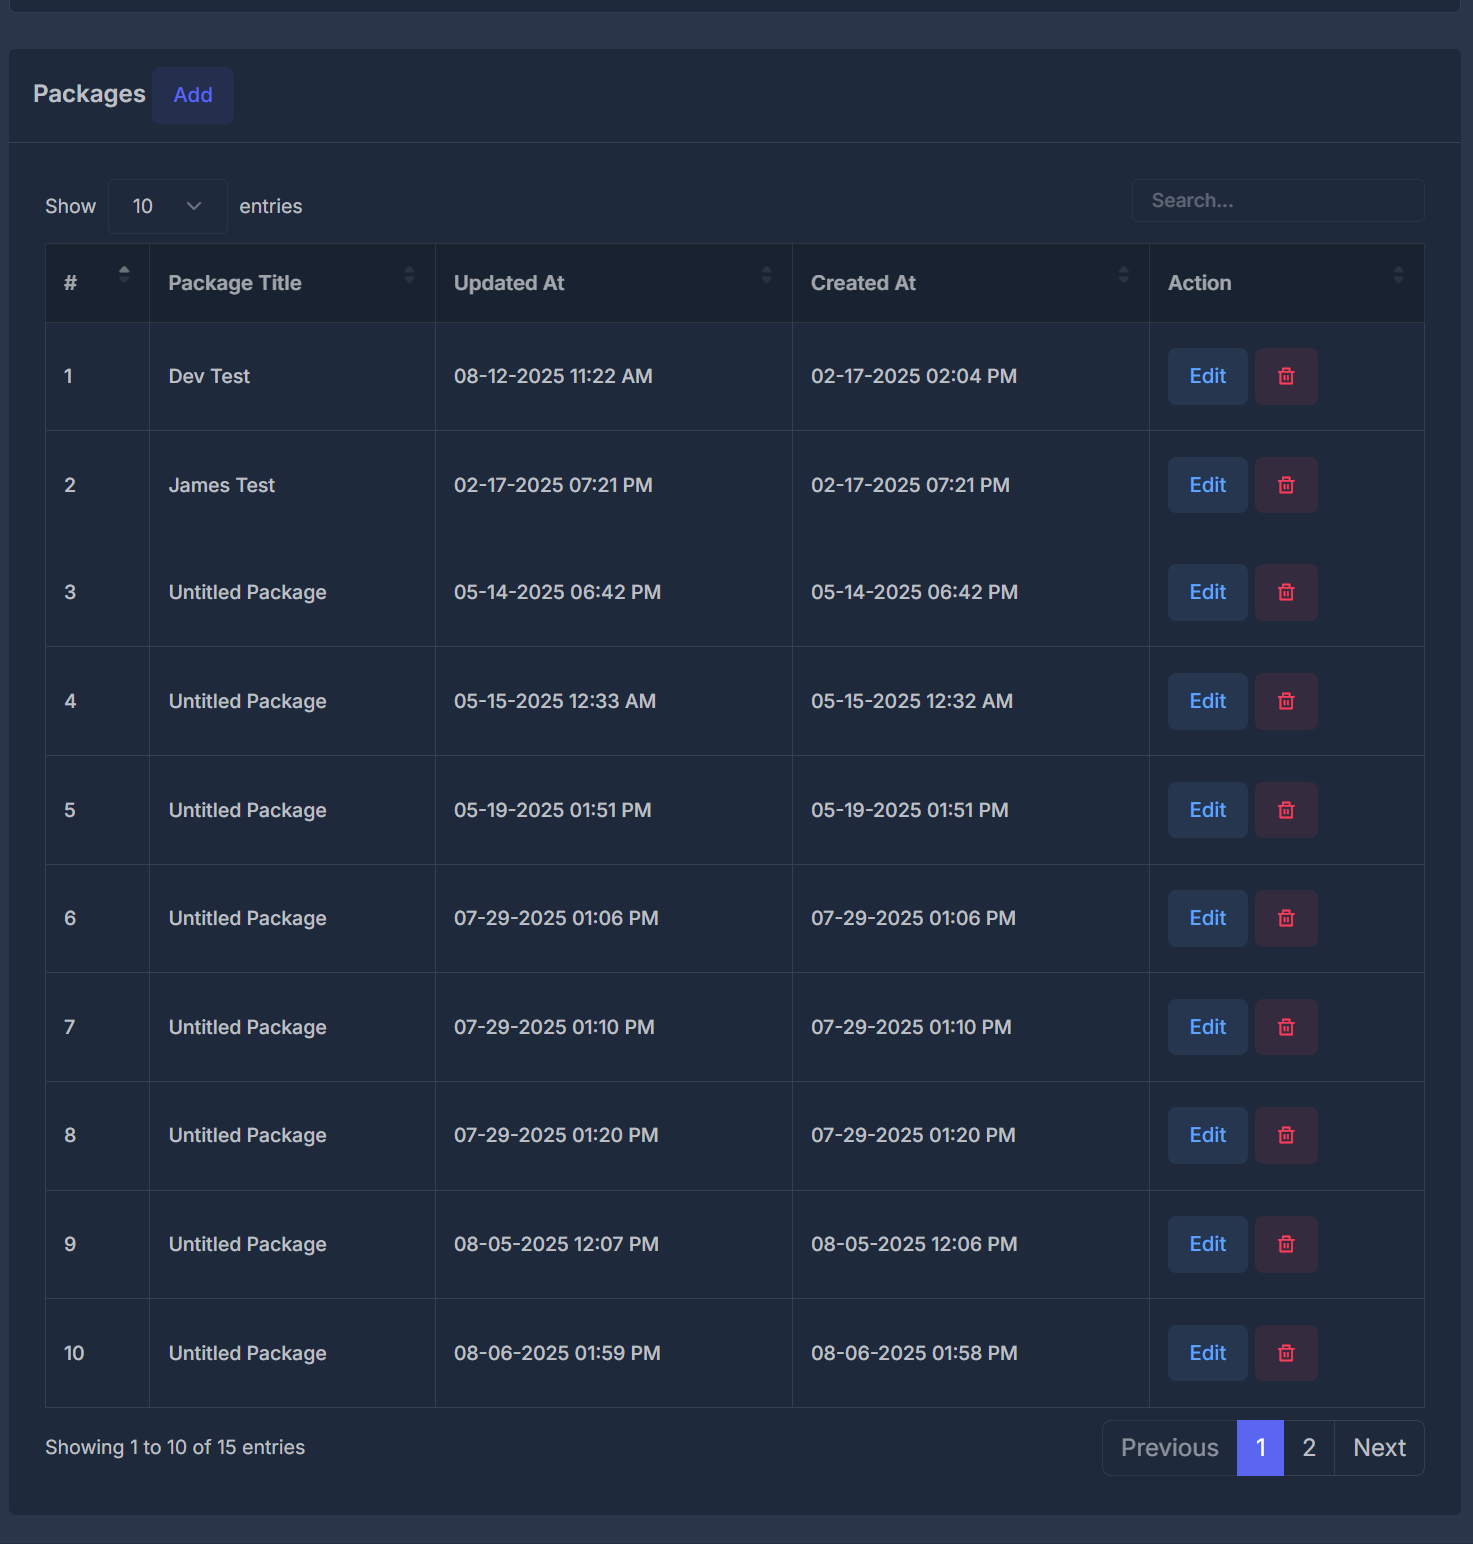 Packages Add
Show 10 entries Search...
# Package Title Updated At Created At Action
1 Dev Test 08-12-2025 11:22 AM 02-17-2025 02:04 PM Edit
2 James Test 02-17-2025 07:21 PM 02-17-2025 07:21 PM Edit
3 Untitled Package 05-14-2025 06:42 PM 05-14-2025 06:42 PM Edit
4 Untitled Package 05-15-2025 12:33 AM 05-15-2025 12:32 AM Edit
5 Untitled Package 05-19-2025 01:51 PM 05-19-2025 01:51 PM Edit
6 Untitled Package 07-29-2025 01:06 PM 07-29-2025 01:06 PM Edit
7 Untitled Package 07-29-2025 01:10 PM 07-29-2025 01:10 PM Edit
8 Untitled Package 07-29-2025 01:20 PM 07-29-2025 01:20 PM Edit
9 Untitled Package 08-05-2025 12:07 PM 08-05-2025 12:06 PM Edit
10 Untitled Package 08-06-2025 01:59 PM 08-06-2025 01:58 PM Edit
Showing 1 to 10 of 15 entries Previous 1 2 Next